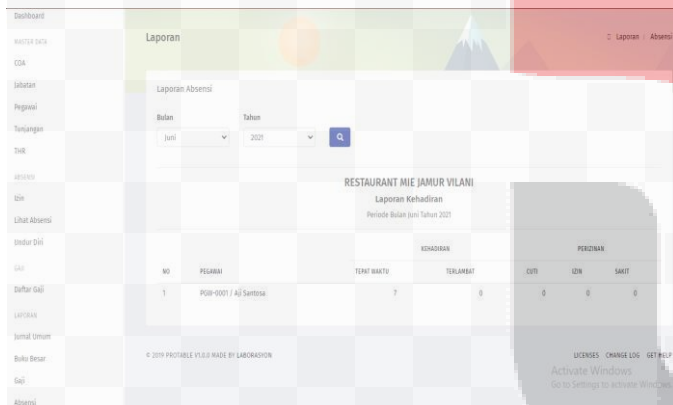 Dashboard
MASTER DATA
COA
Jabatan
Pegawai
Tunjangan
THR
ABSENSI
Izin
Lihat Absensi
Undur Diri
GAJI
Daftar Gaji
LAPORAN
Jurnal Umum
Buku Besar
Gaji
Absensi
Laporan
Laporan / Absensi
Laporan Absensi
Bulan Tahun
Juni 2021
RESTAURANT MIE JAMUR VILANI
Laporan Kehadiran
Periode Bulan Juni Tahun 2021
KEHADIRAN PERIZINAN
NO PEGAWAI TEPAT WAKTU TERLAMBAT CUTI IZIN SAKIT
1 PGW-0001 / Aji Santosa 7 0 0 0 0
© 2019 PROTABLE V1.0.0 MADE BY LABORASYON
LICENSES CHANGE LOG GET HELP
Activate Windows
Go to Settings to activate Windows.